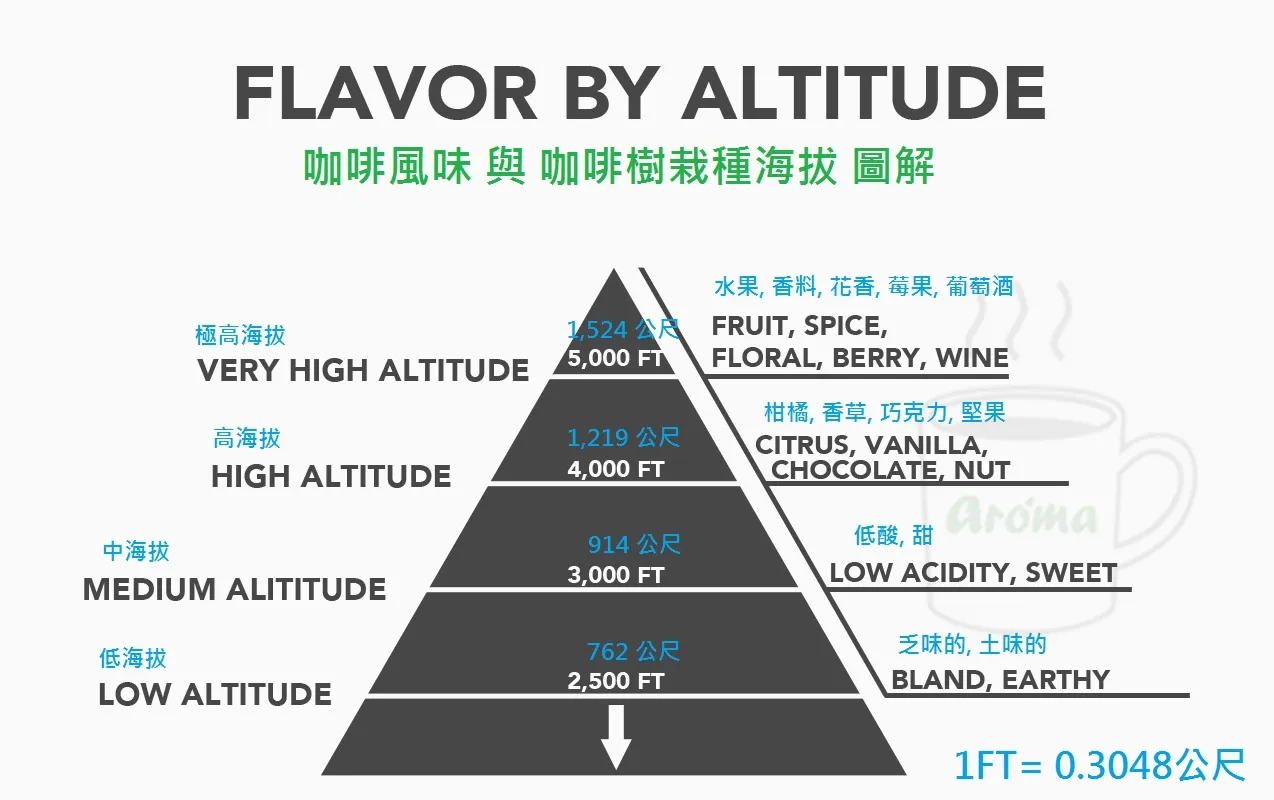 FLAVOR BY ALTITUDE
咖啡風味 與 咖啡樹栽種海拔 圖解
極高海拔
VERY HIGH ALTITUDE
1,524 公尺
5,000 FT
水果, 香料, 花香, 莓果, 葡萄酒
FRUIT, SPICE,
FLORAL, BERRY, WINE
高海拔
HIGH ALTITUDE
1,219 公尺
4,000 FT
柑橘, 香草, 巧克力, 堅果
CITRUS, VANILLA,
CHOCOLATE, NUT
Aroma
中海拔
MEDIUM ALITITUDE
914 公尺
3,000 FT
低酸, 甜
LOW ACIDITY, SWEET
低海拔
LOW ALTITUDE
762 公尺
2,500 FT
乏味的, 土味的
BLAND, EARTHY
1FT= 0.3048公尺